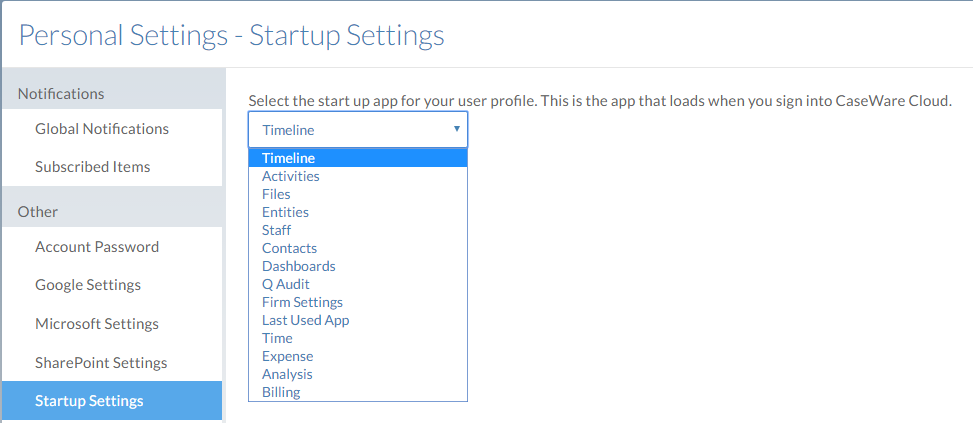 Personal Settings - Startup Settings
Notifications
Global Notifications
Subscribed Items
Other
Account Password
Google Settings
Microsoft Settings
SharePoint Settings
Startup Settings
Select the start up app for your user profile. This is the app that loads when you sign into CaseWare Cloud.
Timeline
Timeline
Activities
Files
Entities
Staff
Contacts
Dashboards
Q Audit
Firm Settings
Last Used App
Time
Expense
Analysis
Billing